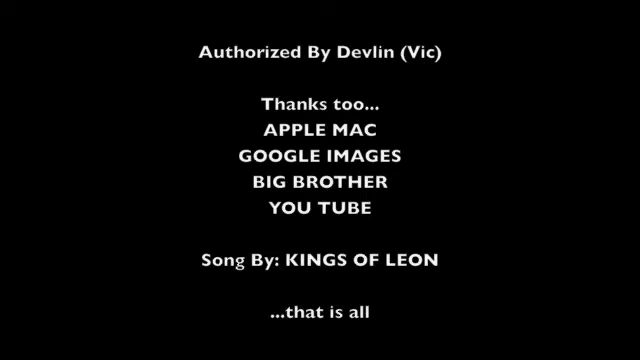 Authorized By Devlin (Vic)
Thanks too...
APPLE MAC
GOOGLE IMAGES
BIG BROTHER
YOU TUBE
Song By: KINGS OF LEON
...that is all